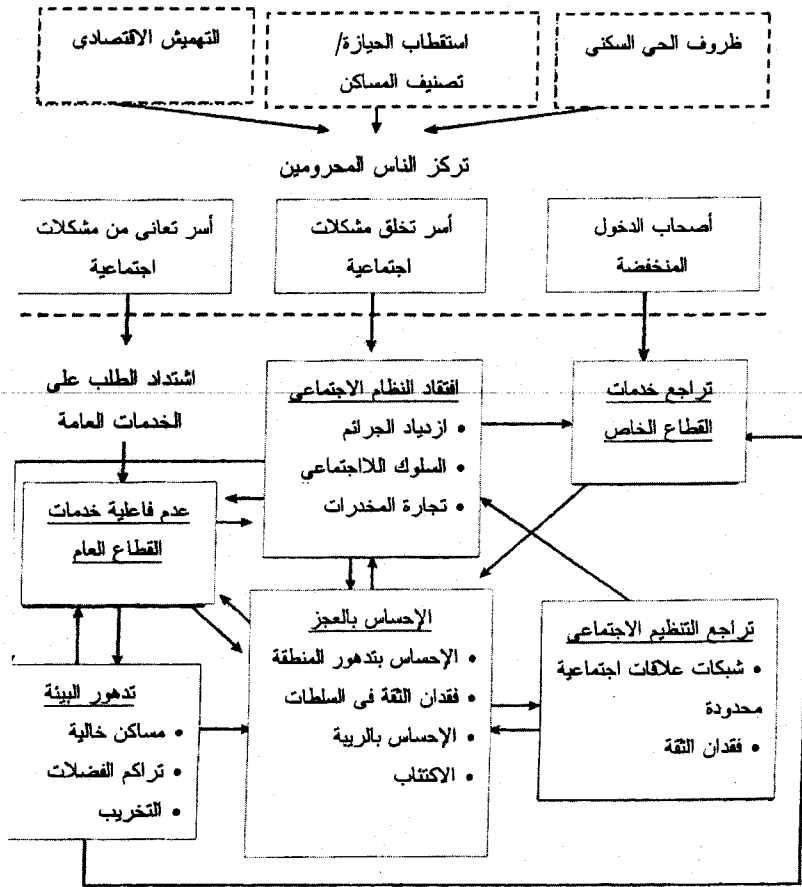 ظروف الحي السكنى
استقطاب الحيازة/
تصنيف المساكن
التهميش الاقتصادى
تركز الناس المحرومين
أصحاب الدخول
المنخفضة
أسر تخلق مشكلات
اجتماعية
أسر تعانى من مشكلات
اجتماعية
تراجع خدمات
القطاع الخاص
افتقاد النظام الاجتماعى
• ازدياد الجرائم
• السلوك اللااجتماعي
• تجارة المخدرات
اشتداد الطلب على
الخدمات العامة
عدم فاعلية خدمات
القطاع العام
تراجع التنظيم الاجتماعى
• شبكات علاقات اجتماعية
محدودة
• فقدان الثقة
الإحساس بالعجز
• الإحساس بتدهور المنطقة
• فقدان الثقة فى السلطات
• الإحساس بالريبة
• الاكتئاب
تدهور البيئة
• مساكن خالية
• تراكم الفضلات
• التخريب